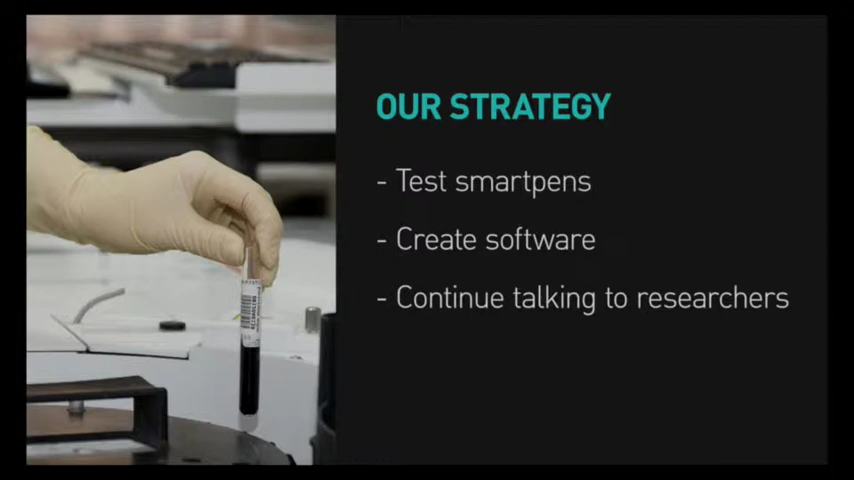 OUR STRATEGY
- Test smartpens
- Create software
- Continue talking to researchers